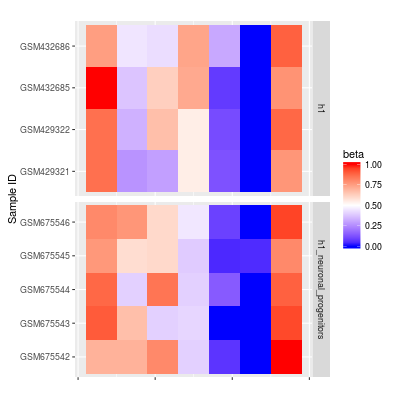 GSM432686
GSM432685
GSM429322
GSM429321
h1
GSM675546
GSM675545
GSM675544
GSM675543
GSM675542
h1_neuronal_progenitors
Sample ID
beta
1.00
0.75
0.50
0.25
0.00